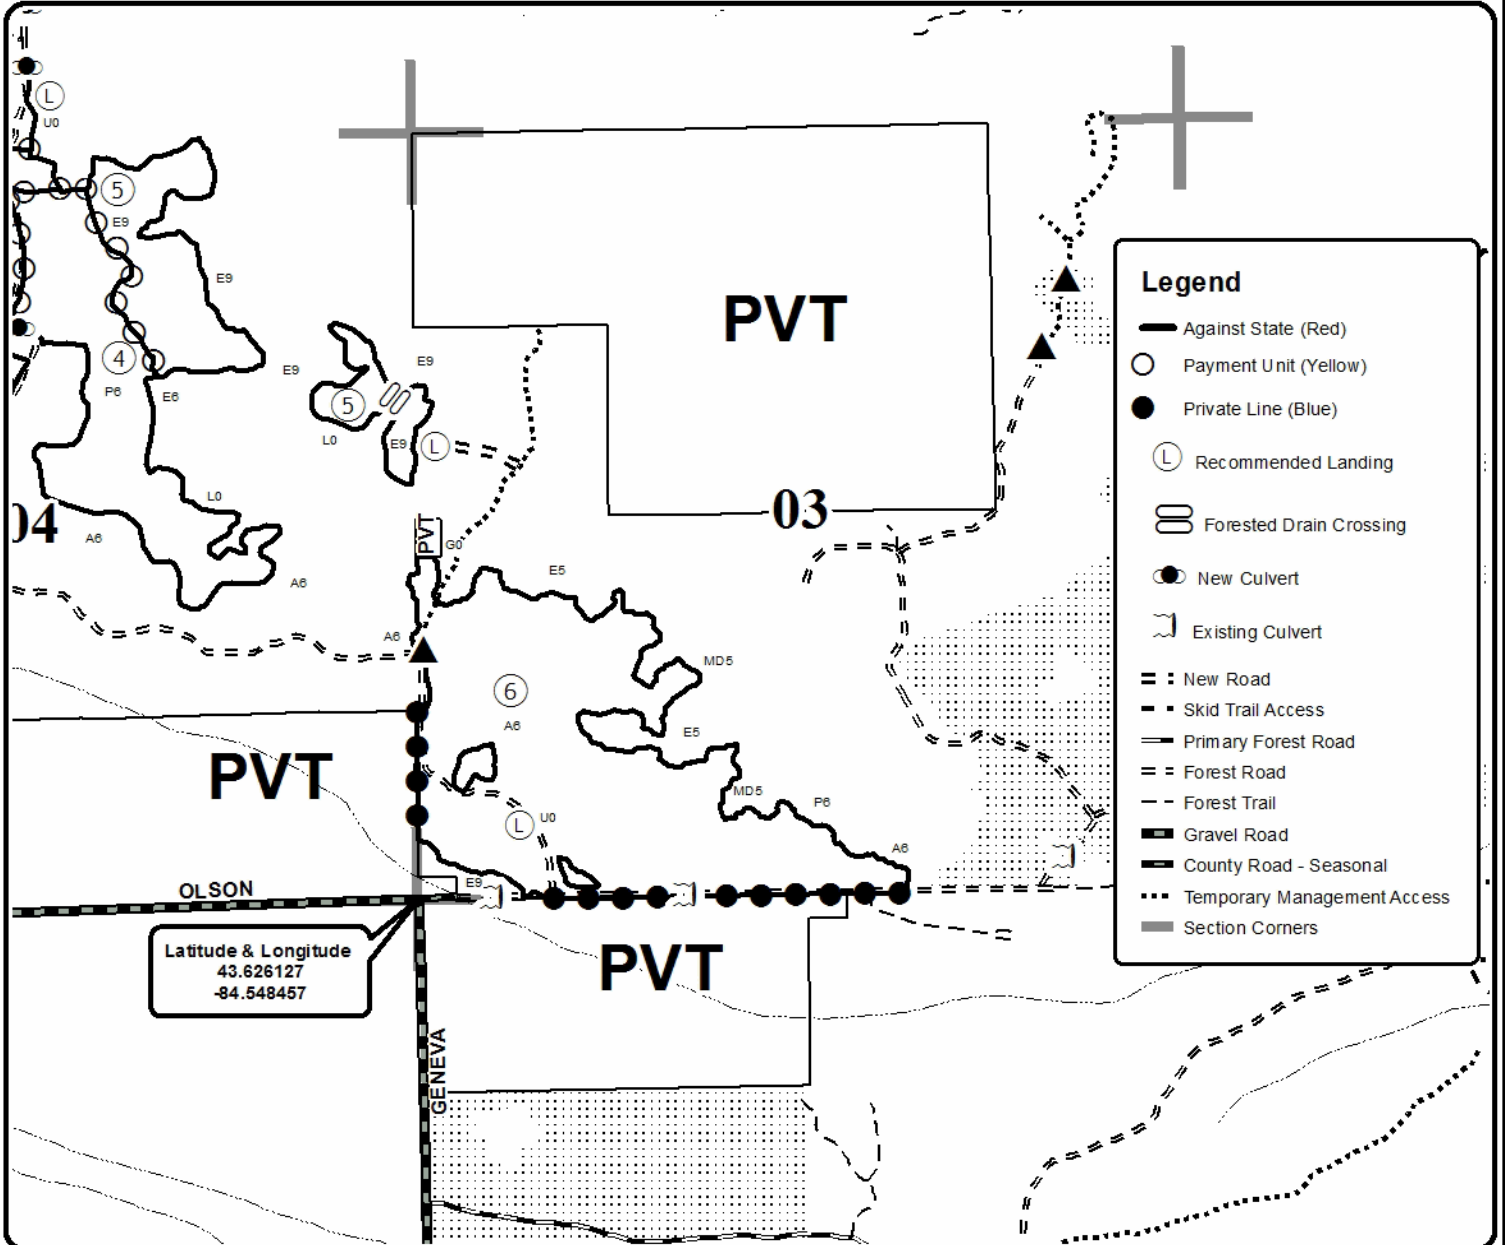 L
U0
5
E9
E9
PVT
Legend
Against State (Red)
Payment Unit (Yellow)
Private Line (Blue)
L Recommended Landing
Forested Drain Crossing
New Culvert
Existing Culvert
New Road
Skid Trail Access
Primary Forest Road
Forest Road
Forest Trail
Gravel Road
County Road - Seasonal
Temporary Management Access
Section Corners
4
E9
E9
P6
E6
5
L0
E9
L
L0
03
04
A6
PVT
G0
E5
A6
A6
MD5
6
A6
E5
PVT
MD5
P6
L
U0
A6
E9
OLSON
Latitude & Longitude
43.626127
-84.548457
PVT
GENEVA